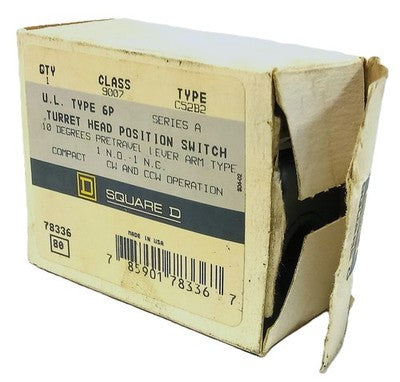 QTY CLASS TYPE
1 9007 C52B2
U.L. TYPE 6P SERIES A
TURRET HEAD POSITION SWITCH
10 DEGREES PRETRAVEL LEVER ARM TYPE
1 N.O.-1 N.C.
COMPACT CW AND CCW OPERATION
D SQUARE D
78336
80
MADE IN USA
7 85901 78336 7